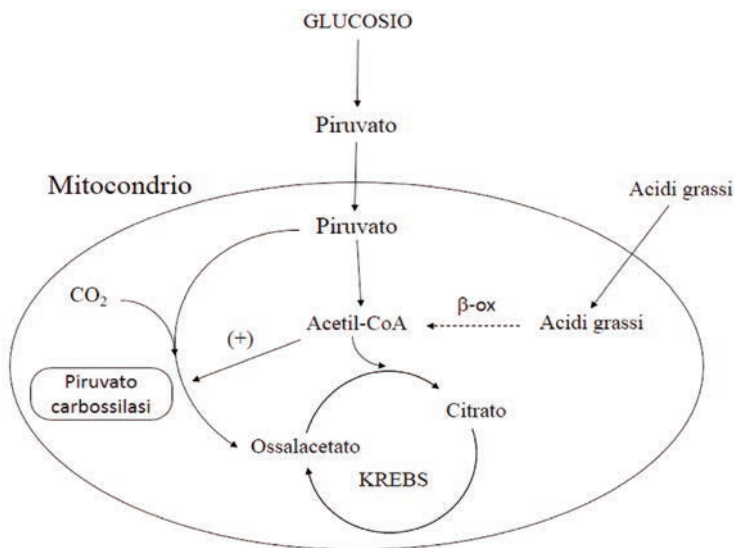 GLUCOSIO
Piruvato
Mitocondrio
Acidi grassi
Piruvato
CO₂
β-ox
(+)
Acetil-CoA
Acidi grassi
Piruvato
carbossilasi
Citrato
Ossalacetato
KREBS